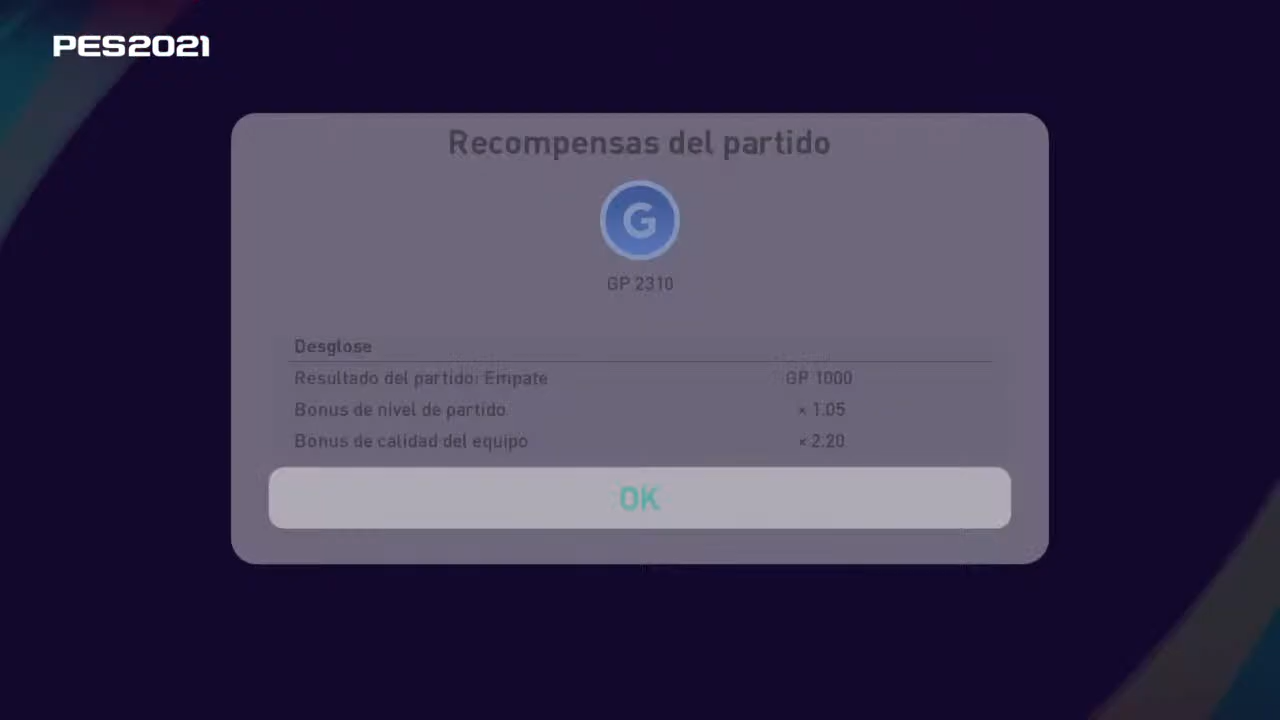 PES2021
Recompensas del partido
G
GP 2310
Desglose
Resultado del partido: Empate GP 1000
Bonus de nivel de partido × 1.05
Bonus de calidad del equipo × 2.20
OK